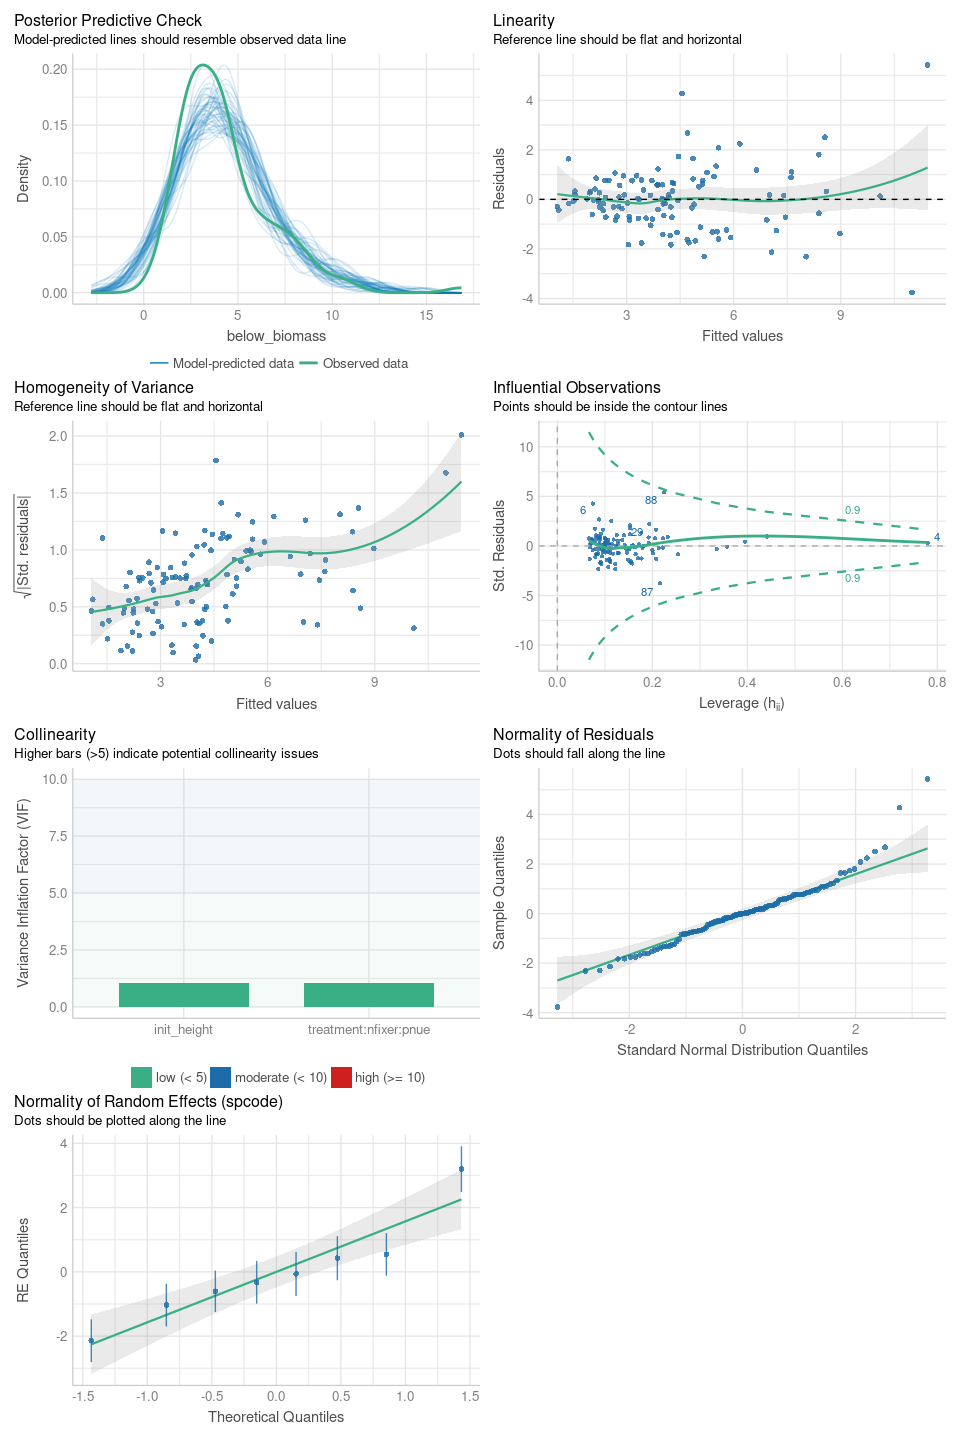 Posterior Predictive Check
Model-predicted lines should resemble observed data line
Density
0.20
0.15
0.10
0.05
0.00
0
5
10
15
below_biomass
Model-predicted data
Observed data
Linearity
Reference line should be flat and horizontal
Residuals
4
2
0
-2
-4
3
6
9
Fitted values
Homogeneity of Variance
Reference line should be flat and horizontal
√|Std. residuals|
2.0
1.5
1.0
0.5
0.0
3
6
9
Fitted values
Influential Observations
Points should be inside the contour lines
Std. Residuals
10
5
0
-5
-10
6
88
29
87
4
0.9
0.9
0.0
0.2
0.4
0.6
0.8
Leverage (hii)
Collinearity
Higher bars (>5) indicate potential collinearity issues
Variance Inflation Factor (VIF)
10.0
7.5
5.0
2.5
0.0
init_height
treatment:nfixer:pnue
low (< 5)
moderate (< 10)
high (>= 10)
Normality of Residuals
Dots should fall along the line
Sample Quantiles
4
2
0
-2
-4
-2
0
2
Standard Normal Distribution Quantiles
Normality of Random Effects (spcode)
Dots should be plotted along the line
RE Quantiles
4
2
0
-2
-1.5
-1.0
-0.5
0.0
0.5
1.0
1.5
Theoretical Quantiles